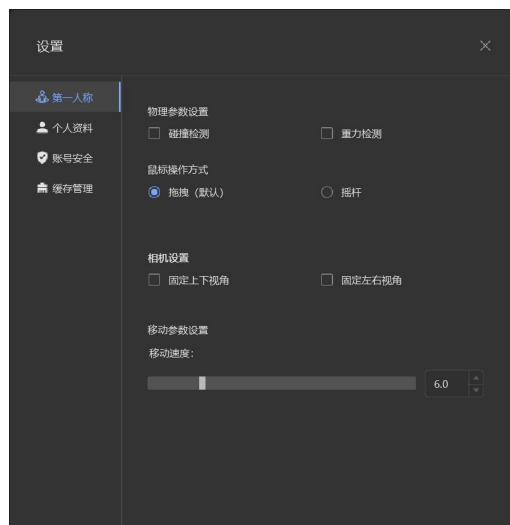 设置
第一人称
个人资料
账号安全
缓存管理
物理参数设置
碰撞检测
重力检测
鼠标操作方式
拖拽（默认）
摇杆
相机设置
固定上下视角
固定左右视角
移动参数设置
移动速度：
6.0